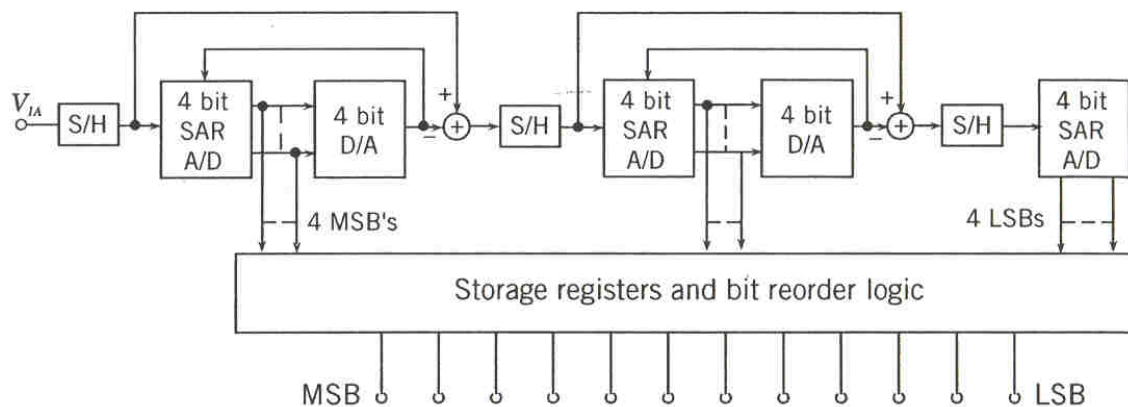 V_IA
S/H
4 bit
SAR
A/D
4 bit
D/A
+
−
+
S/H
4 bit
SAR
A/D
4 bit
D/A
+
−
+
S/H
4 bit
SAR
A/D
4 MSB's
4 LSBs
Storage registers and bit reorder logic
MSB
LSB